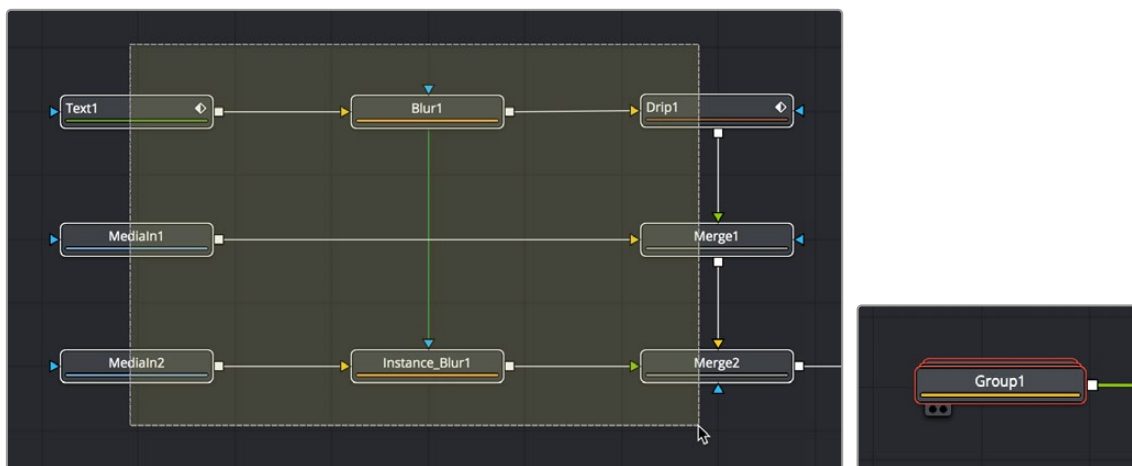 Text1
Blur1
Drip1
MediaIn1
Merge1
MediaIn2
Instance_Blur1
Merge2
Group1